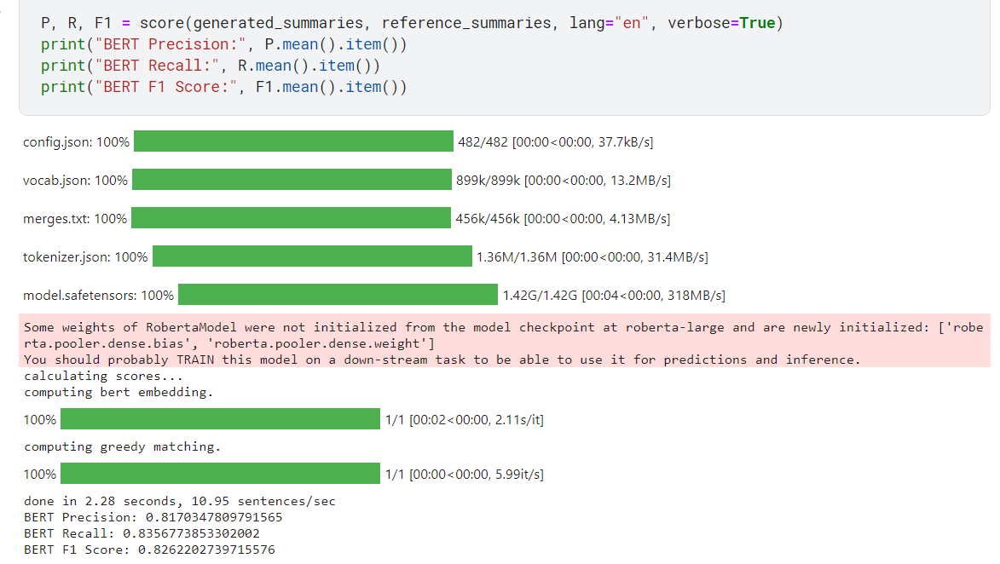 P, R, F1 = score(generated_summaries, reference_summaries, lang="en", verbose=True)
print("BERT Precision:", P.mean().item())
print("BERT Recall:", R.mean().item())
print("BERT F1 Score:", F1.mean().item())
config.json: 100% 482/482 [00:00<00:00, 37.7kB/s]
vocab.json: 100% 899k/899k [00:00<00:00, 13.2MB/s]
merges.txt: 100% 456k/456k [00:00<00:00, 4.13MB/s]
tokenizer.json: 100% 1.36M/1.36M [00:00<00:00, 31.4MB/s]
model.safetensors: 100% 1.42G/1.42G [00:04<00:00, 318MB/s]
Some weights of RobertaModel were not initialized from the model checkpoint at roberta-large and are newly initialized: ['robe
rta.pooler.dense.bias', 'roberta.pooler.dense.weight']
You should probably TRAIN this model on a down-stream task to be able to use it for predictions and inference.
calculating scores...
computing bert embedding.
100% 1/1 [00:02<00:00, 2.11s/it]
computing greedy matching.
100% 1/1 [00:00<00:00, 5.99it/s]
done in 2.28 seconds, 10.95 sentences/sec
BERT Precision: 0.8170347809791565
BERT Recall: 0.8356773853302002
BERT F1 Score: 0.8262202739715576